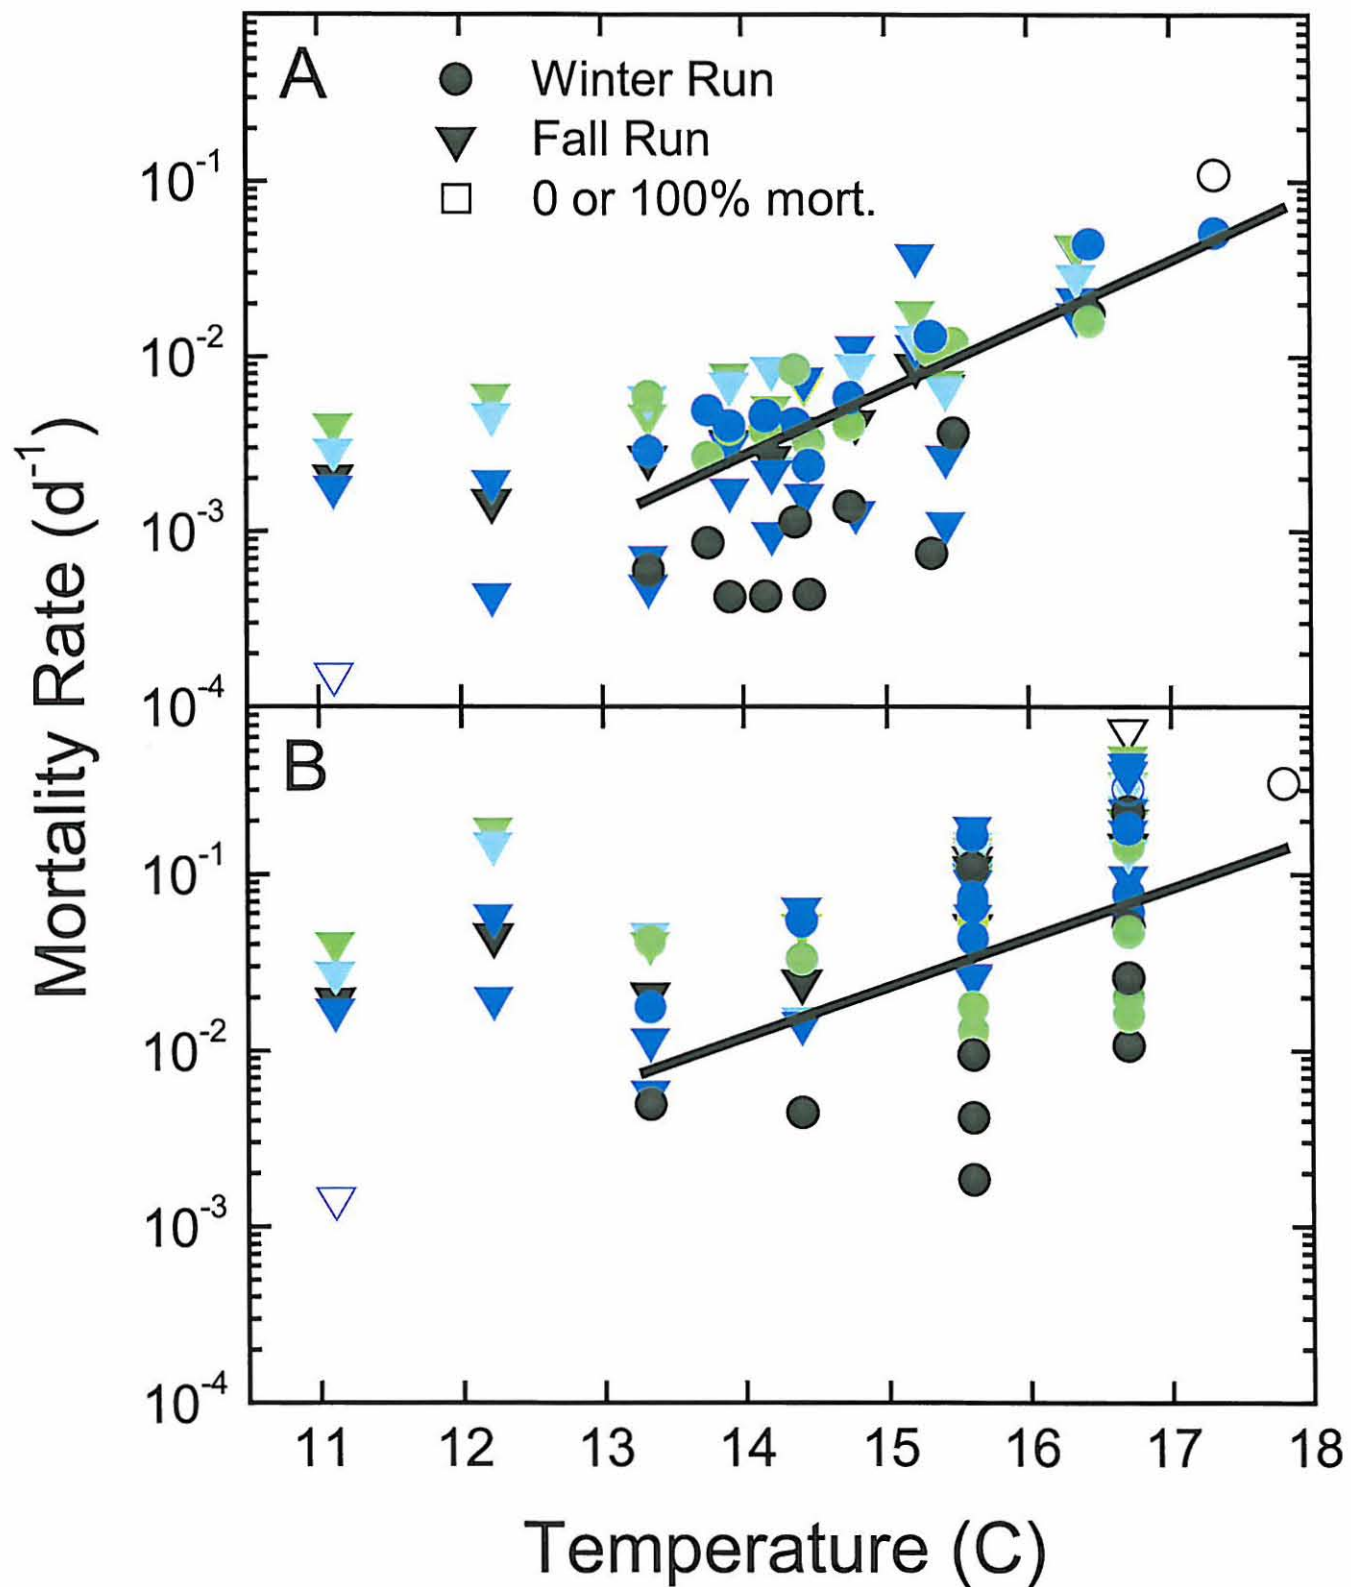 A
Winter Run
Fall Run
0 or 100% mort.
10⁻¹
10⁻²
10⁻³
10⁻⁴
B
10⁻¹
10⁻²
10⁻³
10⁻⁴
Mortality Rate (d⁻¹)
11 12 13 14 15 16 17 18
Temperature (C)